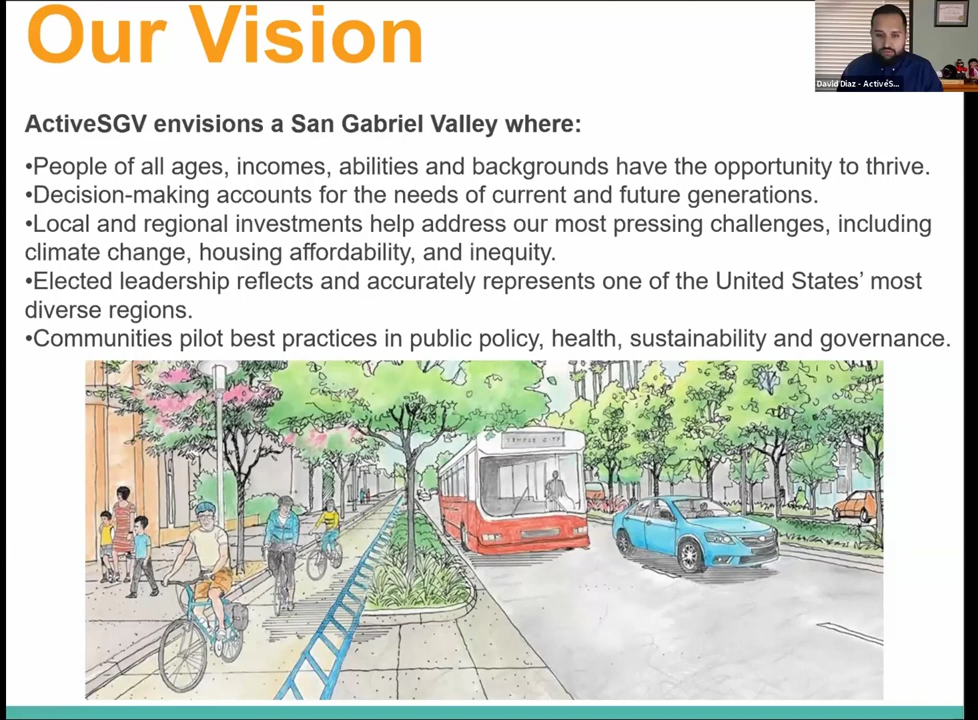 Our Vision
David Diaz - ActiveS...
ActiveSGV envisions a San Gabriel Valley where:
•People of all ages, incomes, abilities and backgrounds have the opportunity to thrive.
•Decision-making accounts for the needs of current and future generations.
•Local and regional investments help address our most pressing challenges, including
climate change, housing affordability, and inequity.
•Elected leadership reflects and accurately represents one of the United States’ most
diverse regions.
•Communities pilot best practices in public policy, health, sustainability and governance.
TEMPLE CITY